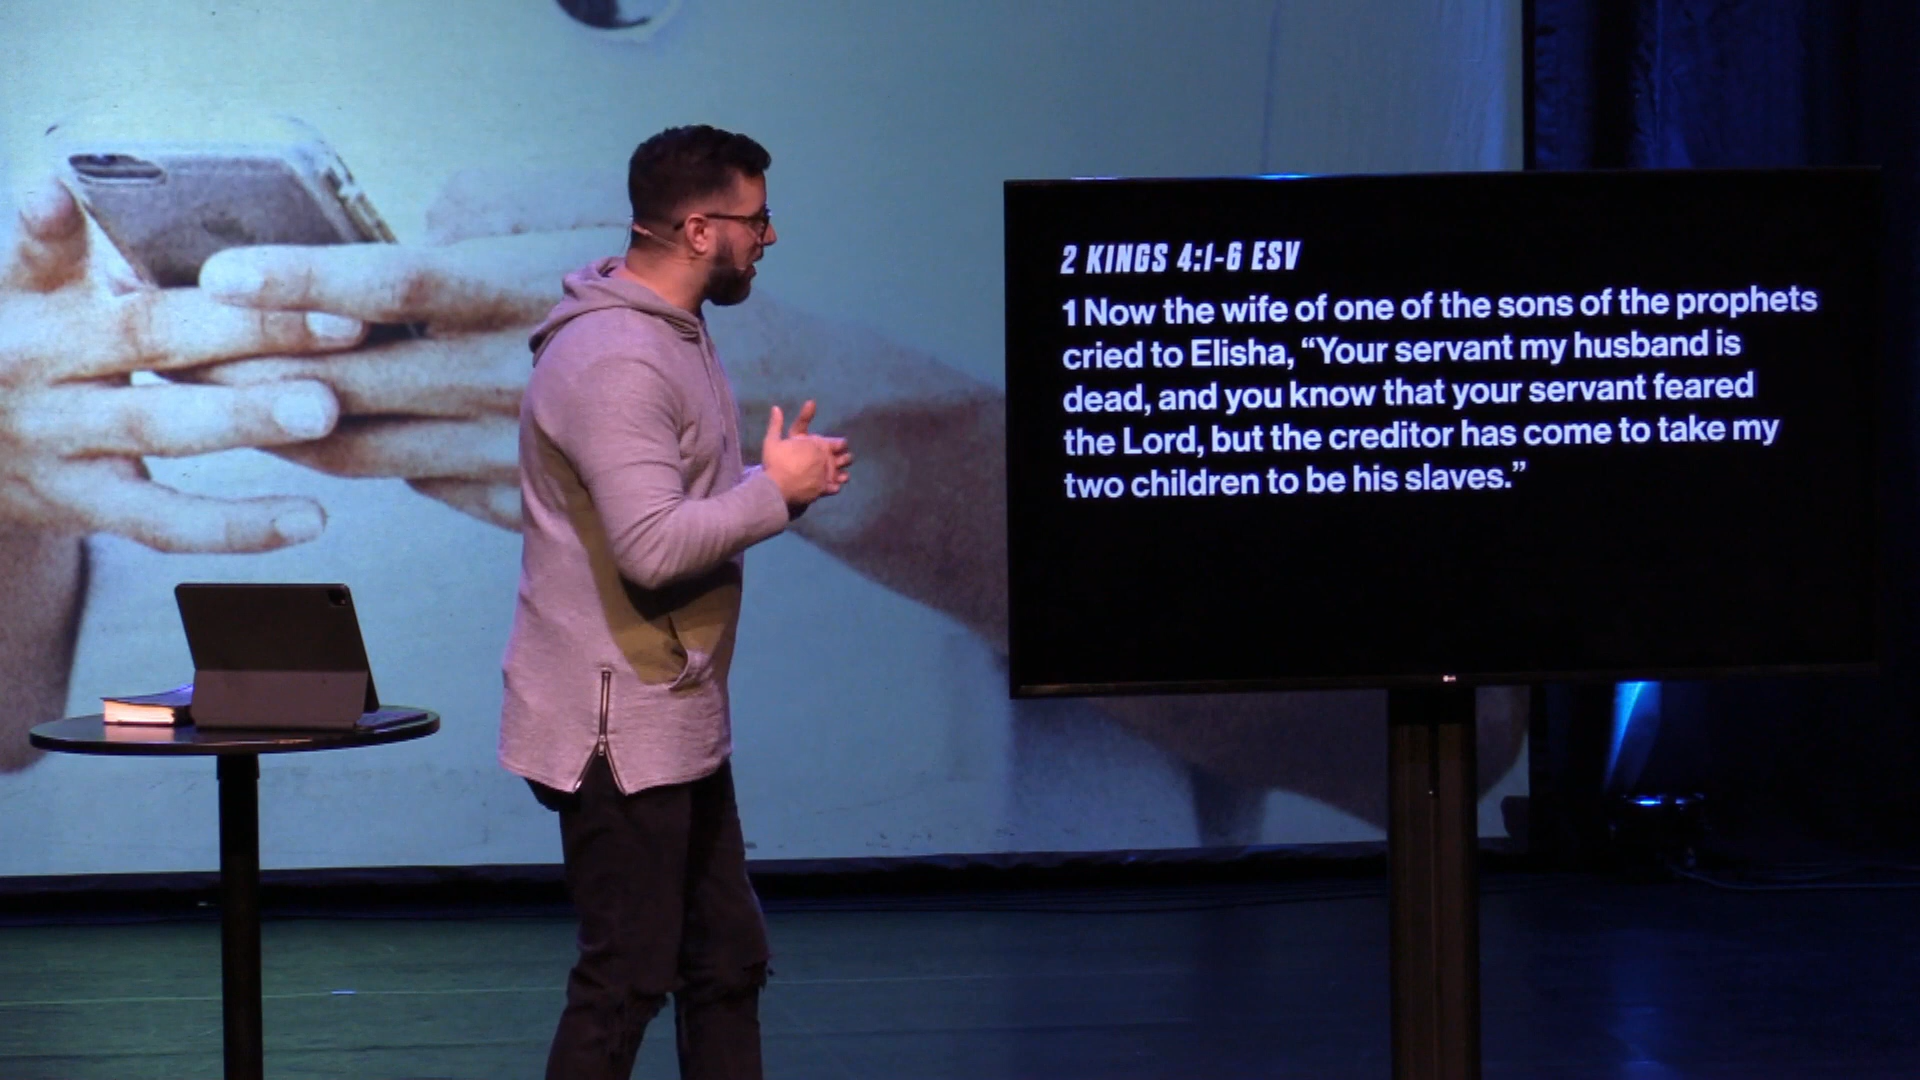 2 KINGS 4:1-6 ESV
1 Now the wife of one of the sons of the prophets
cried to Elisha, “Your servant my husband is
dead, and you know that your servant feared
the Lord, but the creditor has come to take my
two children to be his slaves.”